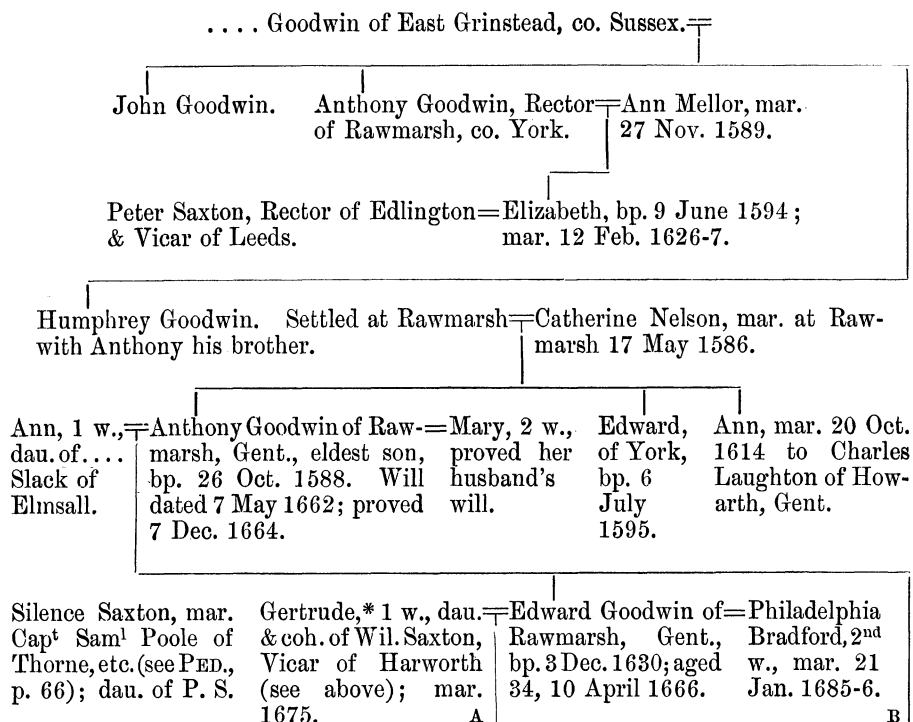 .... Goodwin of East Grinstead, co. Sussex.=
John Goodwin. Anthony Goodwin, Rector=Ann Mellor, mar.
of Rawmarsh, co. York. 27 Nov. 1589.
Peter Saxton, Rector of Edlington=Elizabeth, bp. 9 June 1594;
& Vicar of Leeds. mar. 12 Feb. 1626-7.
Humphrey Goodwin. Settled at Rawmarsh=Catherine Nelson, mar. at Raw-
with Anthony his brother. marsh 17 May 1586.
Ann, 1 w.,=
dau. of....
Slack of
Elmsall.
Anthony Goodwin of Raw-=
marsh, Gent., eldest son,
bp. 26 Oct. 1588. Will
dated 7 May 1662; proved
7 Dec. 1664.
Mary, 2 w.,
proved her
husband's
will.
Edward,
of York,
bp. 6
July
1595.
Ann, mar. 20 Oct.
1614 to Charles
Laughton of How-
arth, Gent.
Silence Saxton, mar.
Capt Saml Poole of
Thorne, etc. (see PED.,
p. 66); dau. of P. S.
Gertrude,* 1 w., dau.=
& coh. of Wil. Saxton,
Vicar of Harworth
(see above); mar.
1675.
A
Edward Goodwin of=
Rawmarsh, Gent.,
bp. 3 Dec. 1630; aged
34, 10 April 1666.
Philadelphia
Bradford, 2nd
w., mar. 21
Jan. 1685-6.
B